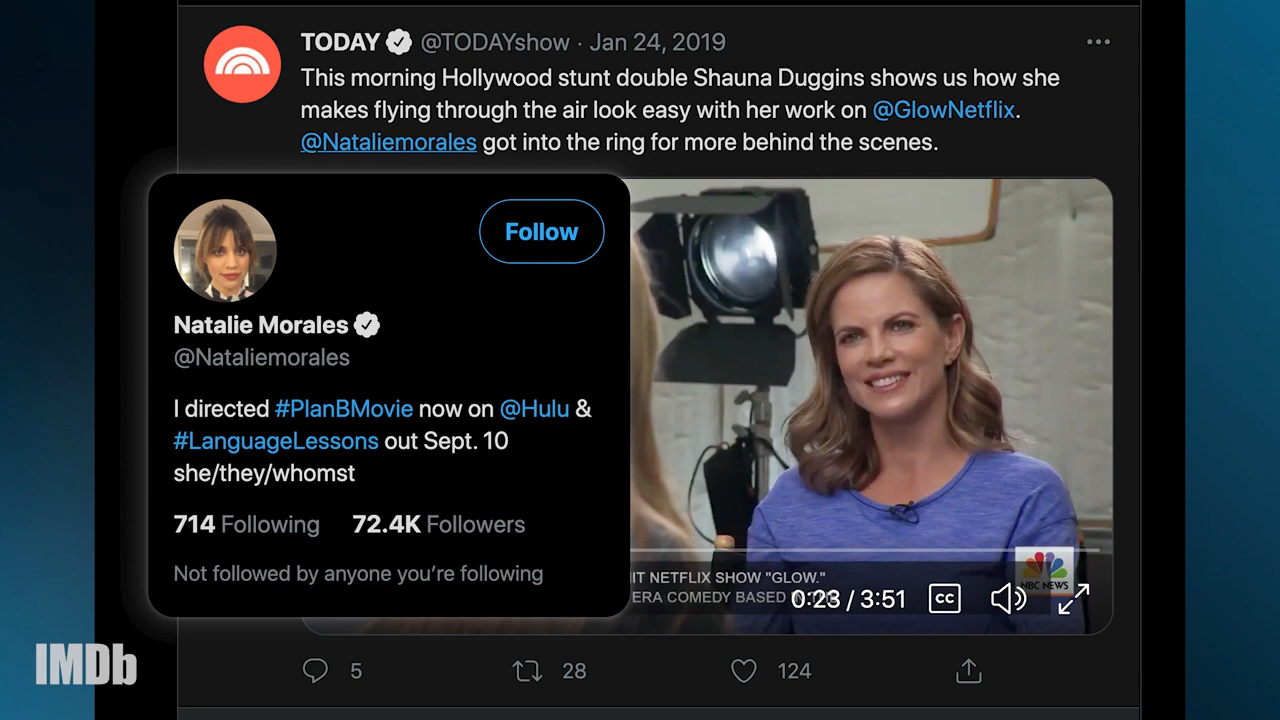 TODAY @TODAYshow · Jan 24, 2019
This morning Hollywood stunt double Shauna Duggins shows us how she
makes flying through the air look easy with her work on @GlowNetflix.
@Nataliemorales got into the ring for more behind the scenes.
Follow
Natalie Morales
@Nataliemorales
I directed #PlanBMovie now on @Hulu &
#LanguageLessons out Sept. 10
she/they/whomst
714 Following 72.4K Followers
Not followed by anyone you're following
IT NETFLIX SHOW "GLOW."
ERA COMEDY BASED
0:23 / 3:51 CC
NBC NEWS
IMDb
5 28 124